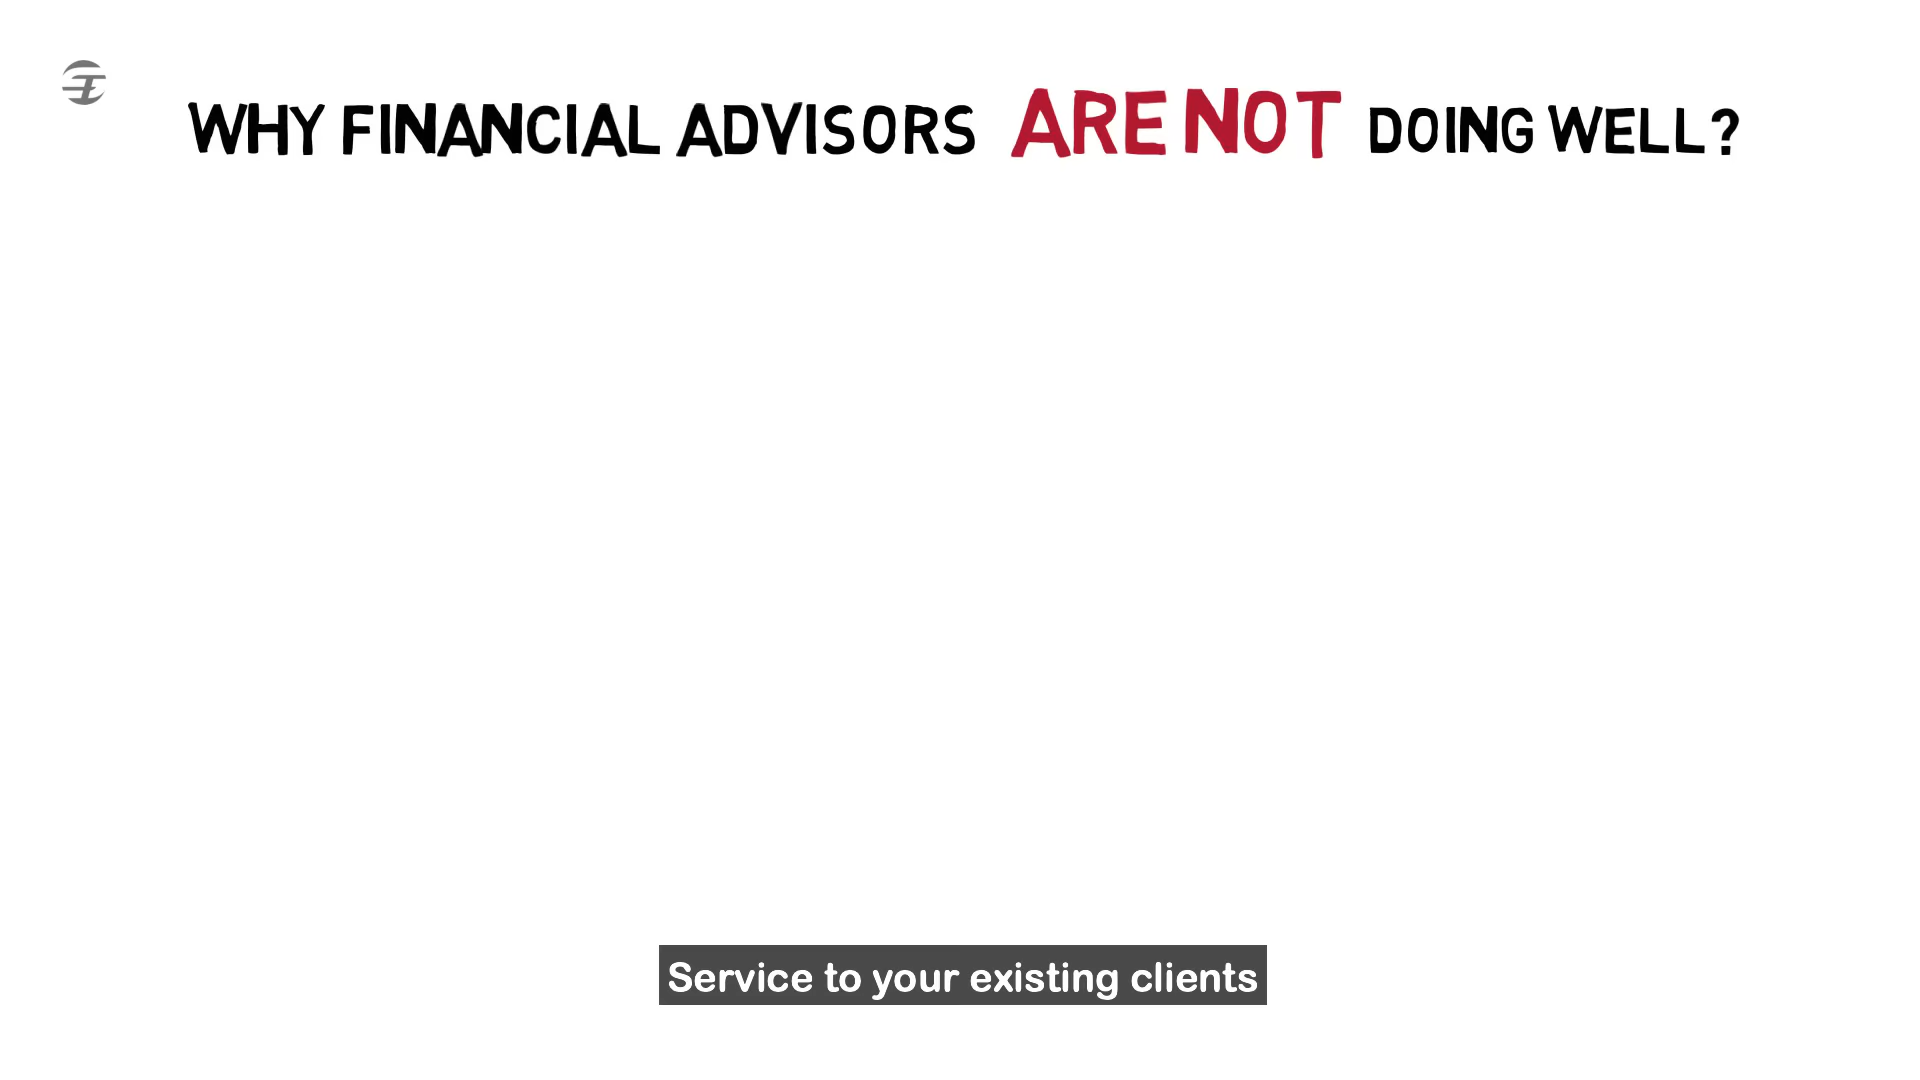 WHY FINANCIAL ADVISORS ARE NOT DOING WELL?
Service to your existing clients